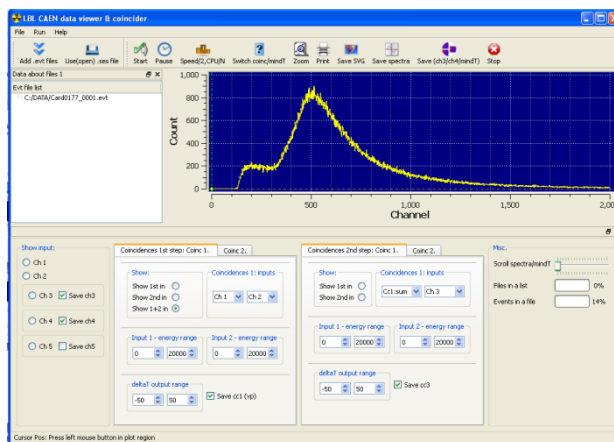 LBL CAEN data viewer & coincider
File Run Help
Add .evt files Use(open) .ses file Start Pause Speed/2,CPU/N Switch coinc/mindT Zoom Print Save SVG Save spectra Save (ch3/ch4/mindT) Stop
Data about files 1
Evt file list
C:/DATA/Card0177_0001.evt
1,000
800
600
400
200
0
Count
0 500 1,000 1,500 2,000
Channel
Show input:
Ch 1
Ch 2
Ch 3 Save ch3
Ch 4 Save ch4
Ch 5 Save ch5
Coincidences 1st step: Coinc 1. Coinc 2.
Show:
Show 1st in
Show 2nd in
Show 1+2 in
Coincidences 1: inputs
Ch 1 Ch 2
Input 1 - energy range Input 2 - energy range
0 20000 0 20000
deltaT output range
-50 50 Save cc1 (vp)
Coincidences 2nd step: Coinc 1. Coinc 2.
Show:
Show 1st in
Show 2nd in
Coincidences 1: inputs
Cc1:sum Ch 3
Input 1 - energy range Input 2 - energy range
0 20000 0 20000
deltaT output range
-50 50 Save cc3
Misc.
Scroll spectra/mindT
Files in a list 0%
Events in a file 14%
Cursor Pos: Press left mouse button in plot region